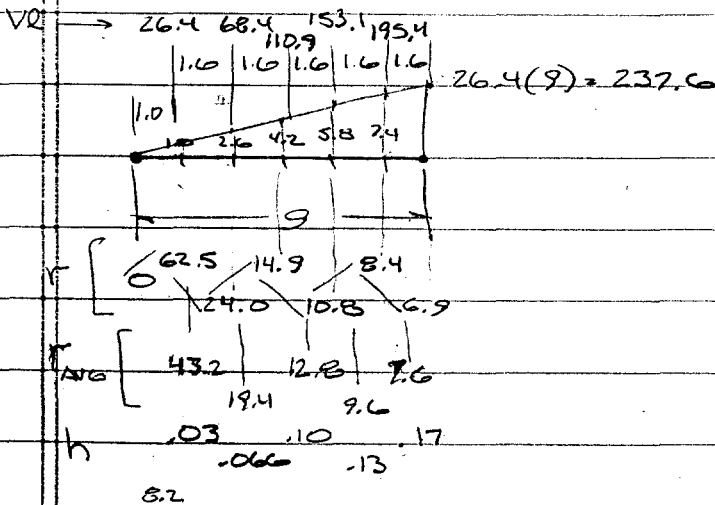 VL → 26.4 68.4 110.9 153.1 195.4
1.6 1.6 1.6 1.6 1.6 26.4(9) = 237.6
1.0
1.0 2.6 4.2 5.8 7.4
9
r 0 62.5 24.0 14.9 10.8 8.4 6.9
r AVG 43.2 19.4 12.8 9.6 7.6
h .03 .066 .10 .13 .17
8.2